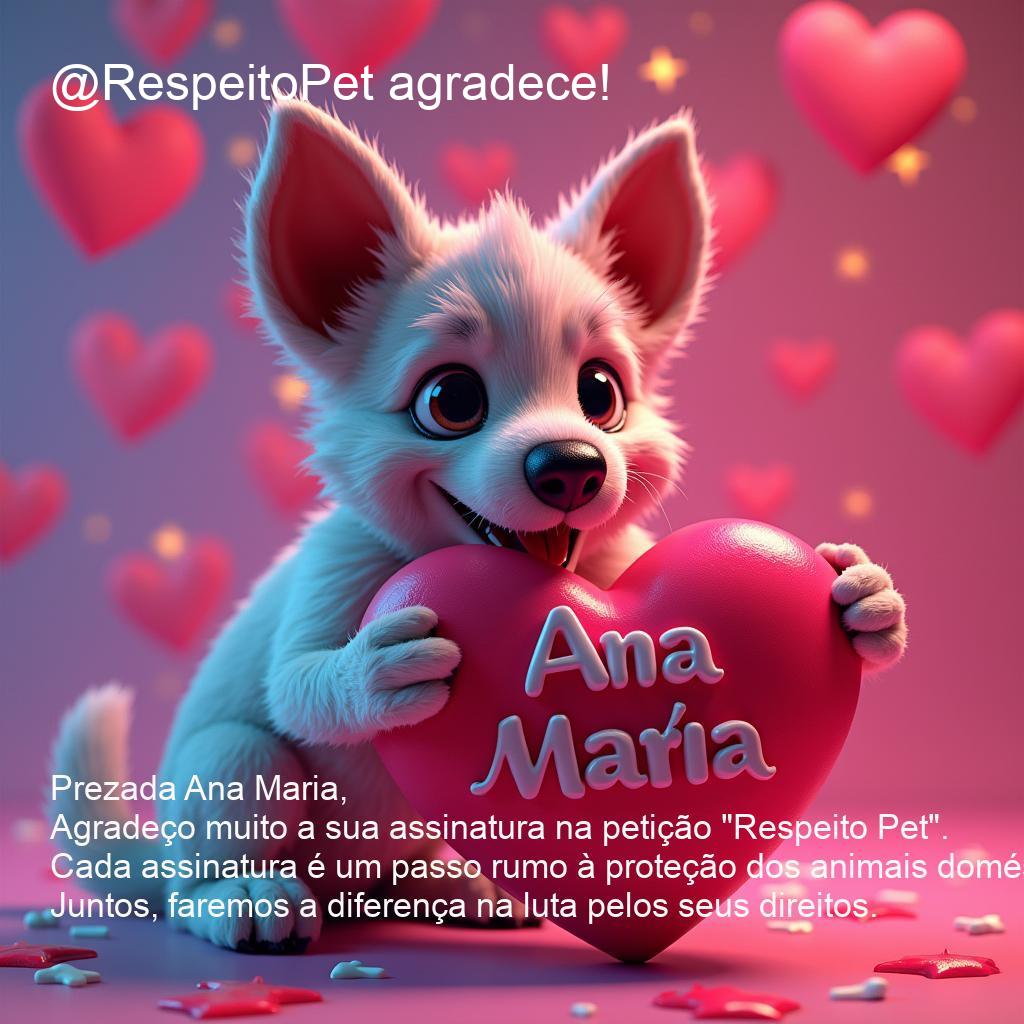 @RespeitoPet agradece!
Ana
Maria
Prezada Ana Maria,
Agradeço muito a sua assinatura na petição "Respeito Pet".
Cada assinatura é um passo rumo à proteção dos animais domé
Juntos, faremos a diferença na luta pelos seus direitos.